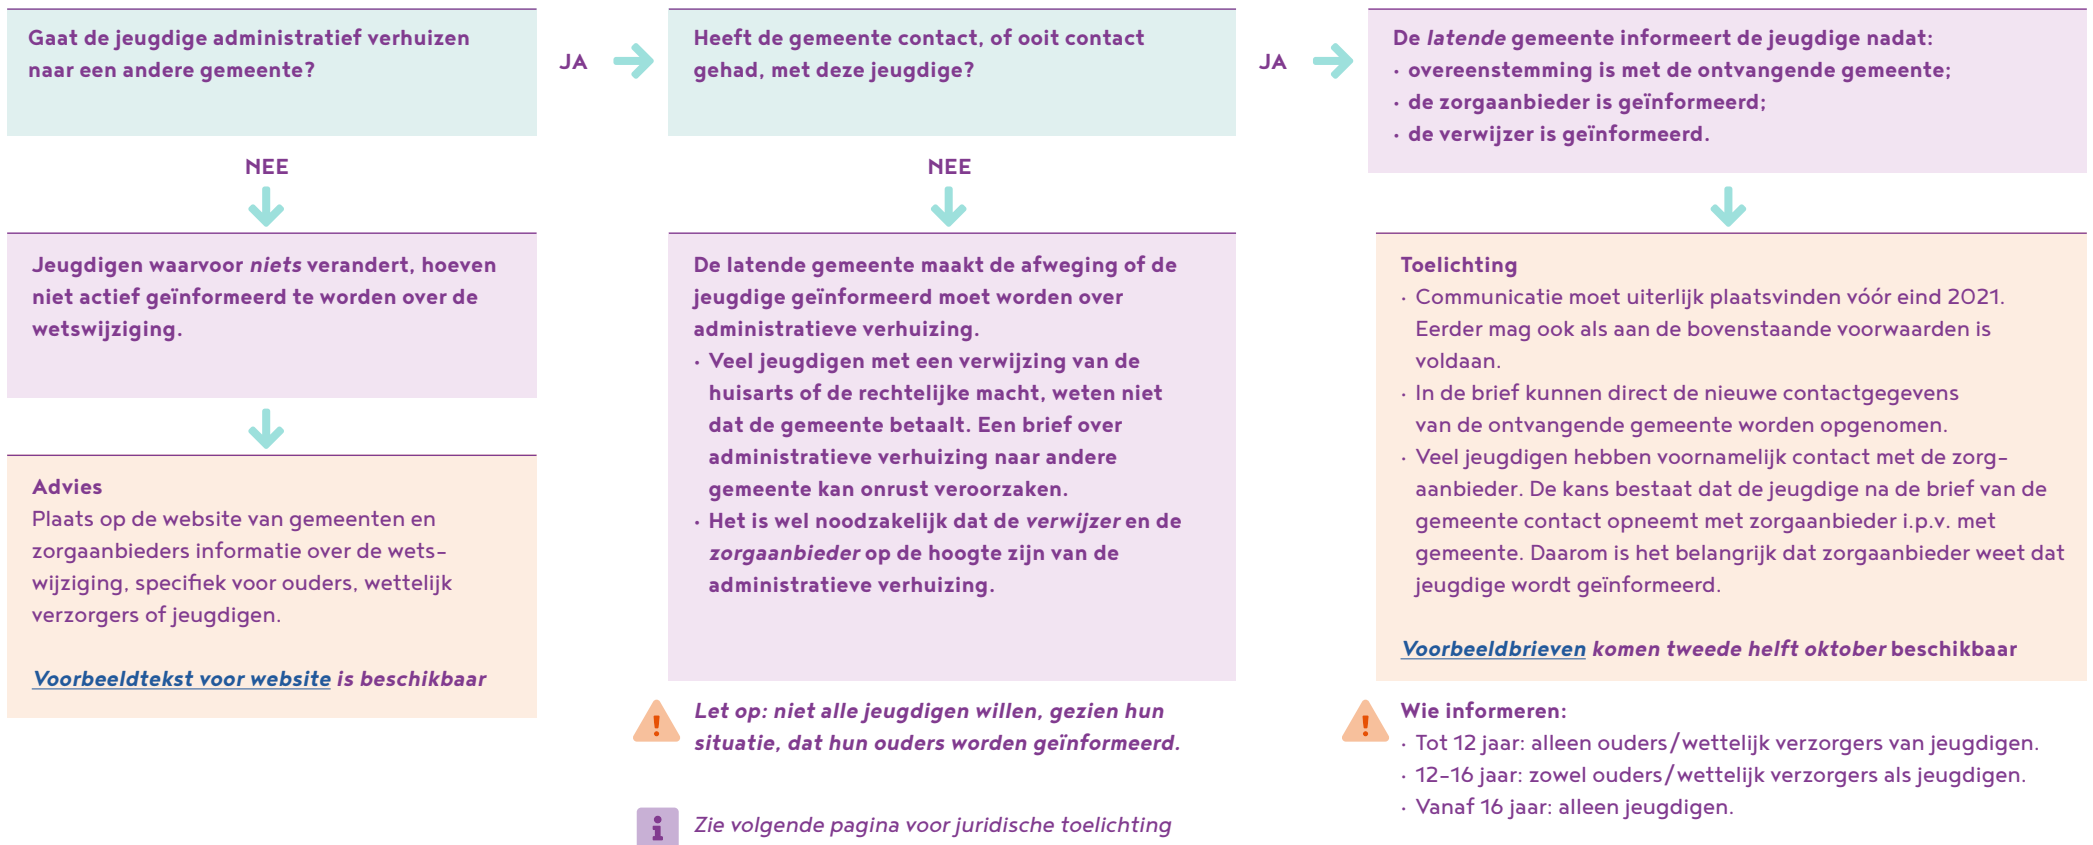 Gaat de jeugdige administratief verhuizen
naar een andere gemeente?
JA
Heeft de gemeente contact, of ooit contact
gehad, met deze jeugdige?
JA
De latende gemeente informeert de jeugdige nadat:
· overeenstemming is met de ontvangende gemeente;
· de zorgaanbieder is geïnformeerd;
· de verwijzer is geïnformeerd.
NEE
NEE
Jeugdigen waarvoor niets verandert, hoeven
niet actief geïnformeerd te worden over de
wetswijziging.
Advies
Plaats op de website van gemeenten en
zorgaanbieders informatie over de wets-
wijziging, specifiek voor ouders, wettelijk
verzorgers of jeugdigen.
Voorbeeldtekst voor website is beschikbaar
De latende gemeente maakt de afweging of de
jeugdige geïnformeerd moet worden over
administratieve verhuizing.
· Veel jeugdigen met een verwijzing van de
huisarts of de rechtelijke macht, weten niet
dat de gemeente betaalt. Een brief over
administratieve verhuizing naar andere
gemeente kan onrust veroorzaken.
· Het is wel noodzakelijk dat de verwijzer en de
zorgaanbieder op de hoogte zijn van de
administratieve verhuizing.
Let op: niet alle jeugdigen willen, gezien hun
situatie, dat hun ouders worden geïnformeerd.
Zie volgende pagina voor juridische toelichting
Toelichting
· Communicatie moet uiterlijk plaatsvinden vóór eind 2021.
Eerder mag ook als aan de bovenstaande voorwaarden is
voldaan.
· In de brief kunnen direct de nieuwe contactgegevens
van de ontvangende gemeente worden opgenomen.
· Veel jeugdigen hebben voornamelijk contact met de zorg-
aanbieder. De kans bestaat dat de jeugdige na de brief van de
gemeente contact opneemt met zorgaanbieder i.p.v. met
gemeente. Daarom is het belangrijk dat zorgaanbieder weet dat
jeugdige wordt geïnformeerd.
Voorbeeldbrieven komen tweede helft oktober beschikbaar
Wie informeren:
· Tot 12 jaar: alleen ouders/wettelijk verzorgers van jeugdigen.
· 12-16 jaar: zowel ouders/wettelijk verzorgers als jeugdigen.
· Vanaf 16 jaar: alleen jeugdigen.